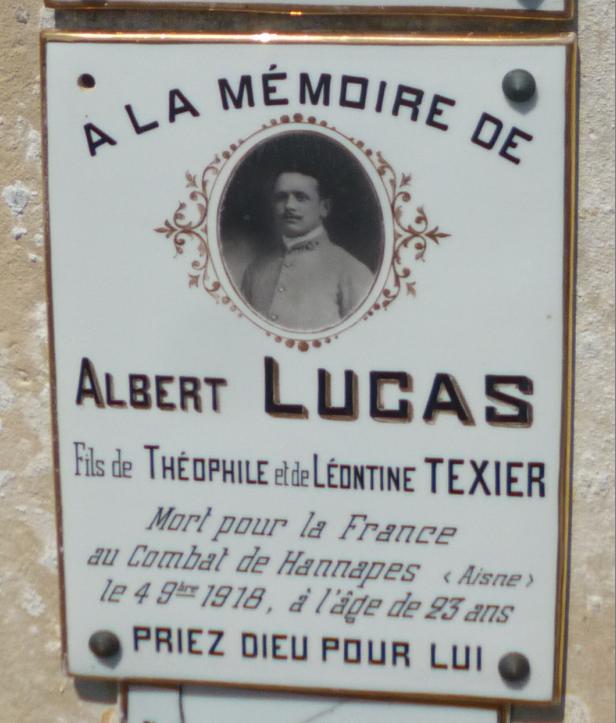 A LA MÉMOIRE DE
ALBERT LUCAS
Fils de THÉOPHILE et de LÉONTINE TEXIER
Mort pour la France
au Combat de Hannapes (Aisne)
le 4 9bre 1918, à l'âge de 23 ans
PRIEZ DIEU POUR LUI